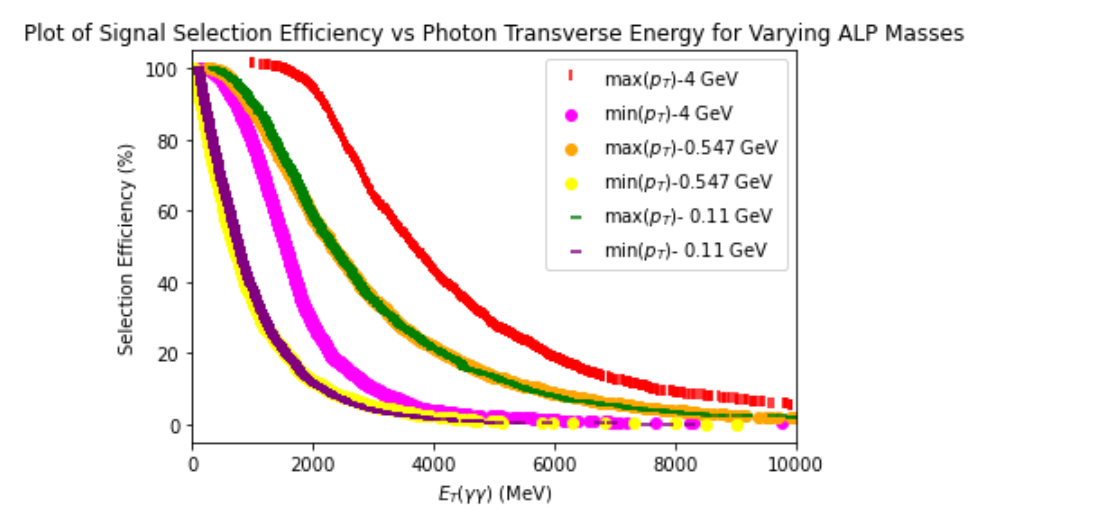 Plot of Signal Selection Efficiency vs Photon Transverse Energy for Varying ALP Masses
100
80
60
40
20
0
Selection Efficiency (%)
max(p_T)-4 GeV
min(p_T)-4 GeV
max(p_T)-0.547 GeV
min(p_T)-0.547 GeV
max(p_T)- 0.11 GeV
min(p_T)- 0.11 GeV
0 2000 4000 6000 8000 10000
E_T(γγ) (MeV)